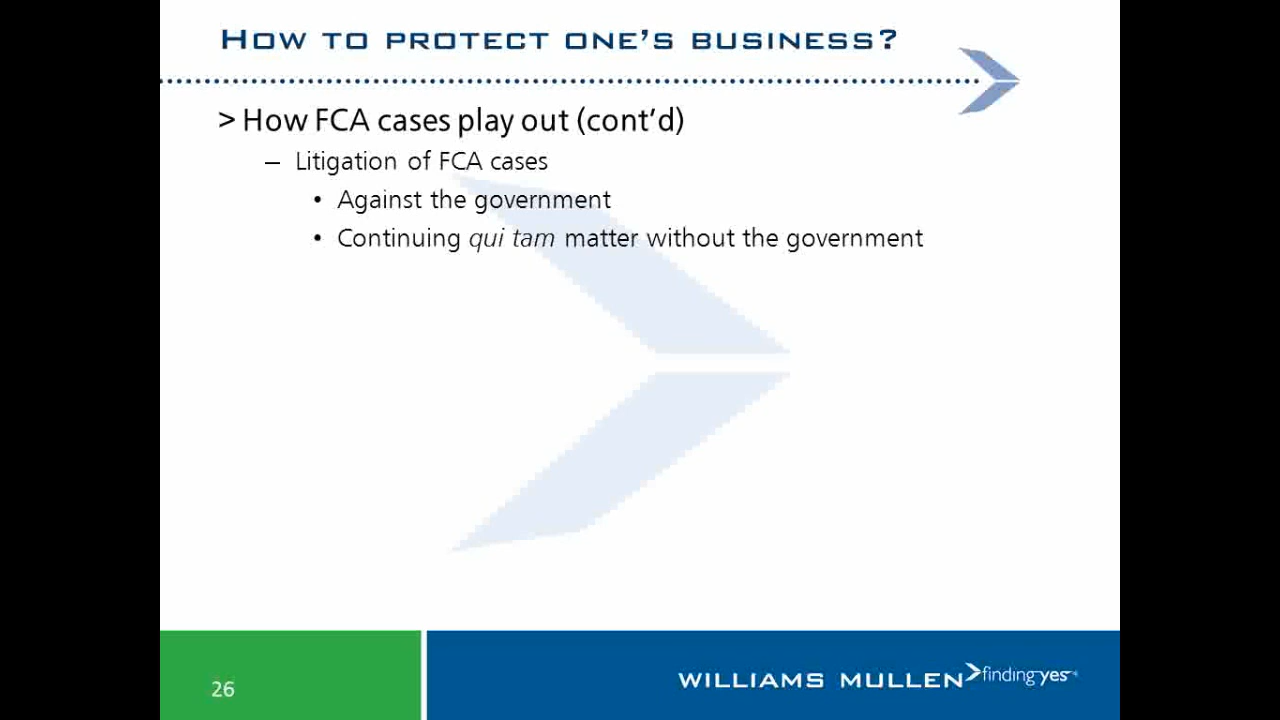 HOW TO PROTECT ONE'S BUSINESS?
> How FCA cases play out (cont'd)
– Litigation of FCA cases
• Against the government
• Continuing qui tam matter without the government
26
WILLIAMS MULLEN finding yes